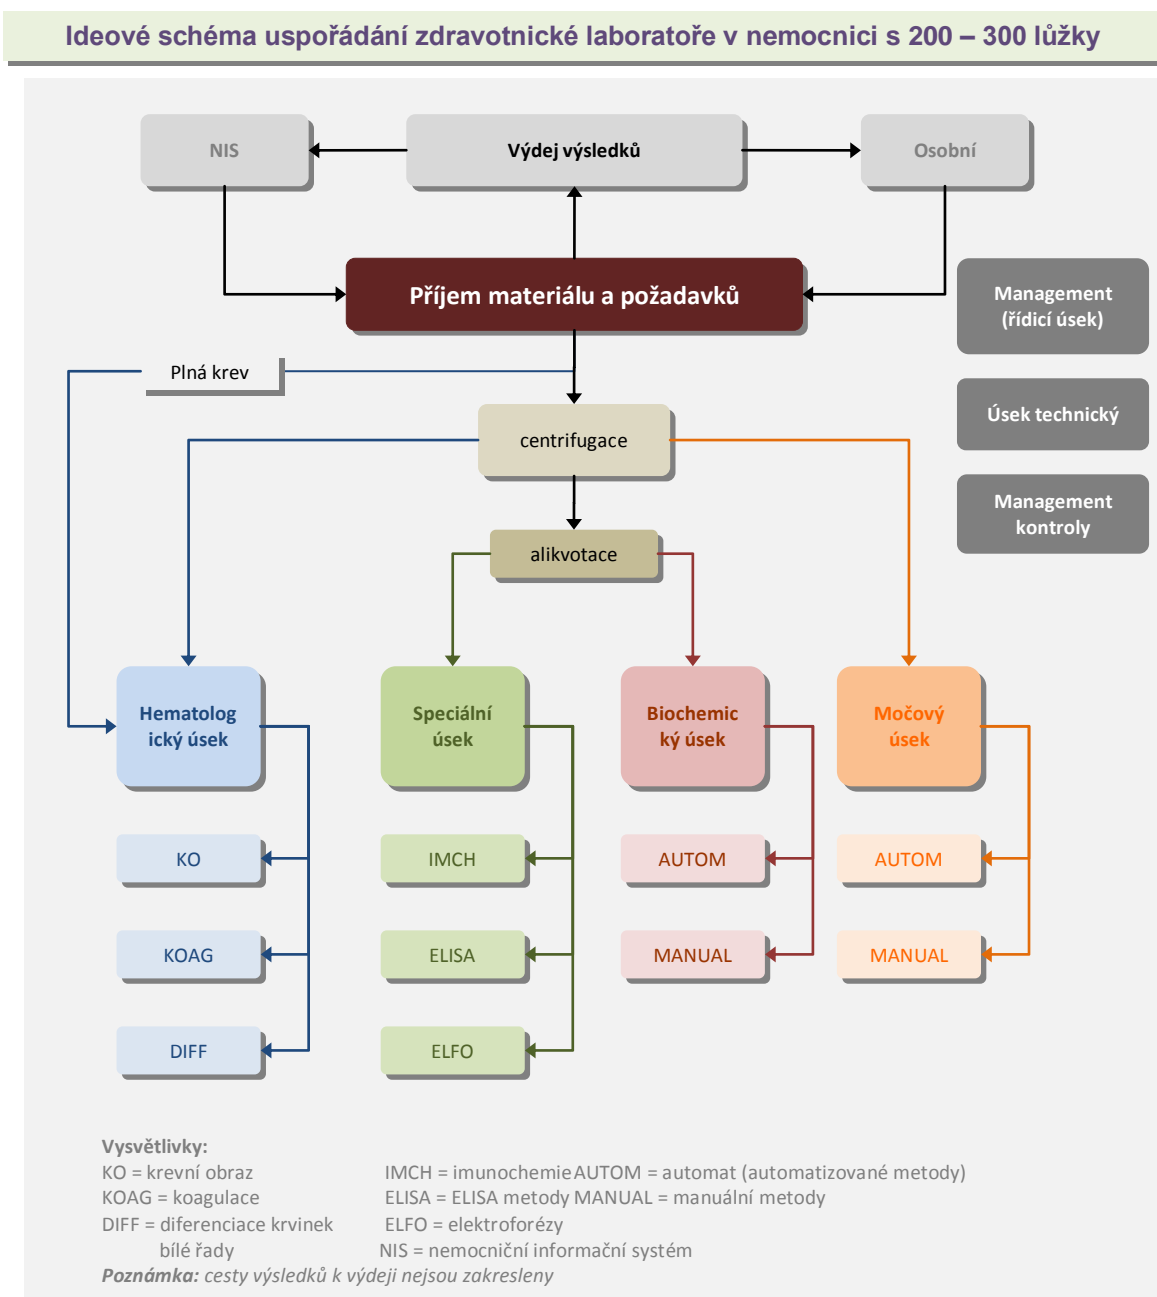 Ideové schéma uspořádání zdravotnické laboratoře v nemocnici s 200 – 300 lůžky
NIS
Výdej výsledků
Osobní
Příjem materiálu a požadavků
Management
(řídicí úsek)
Plná krev
Úsek technický
centrifugace
Management
kontroly
alikvotace
Hematolog
ický úsek
Speciální
úsek
Biochemic
ký úsek
Močový
úsek
KO
IMCH
AUTOM
AUTOM
KOAG
ELISA
MANUAL
MANUAL
DIFF
ELFO
Vysvětlivky:
KO = krevní obraz IMCH = imunochemieAUTOM = automat (automatizované metody)
KOAG = koagulace ELISA = ELISA metody MANUAL = manuální metody
DIFF = diferenciace krvinek ELFO = elektroforézy
bílé řady NIS = nemocniční informační systém
Poznámka: cesty výsledků k výdeji nejsou zakresleny